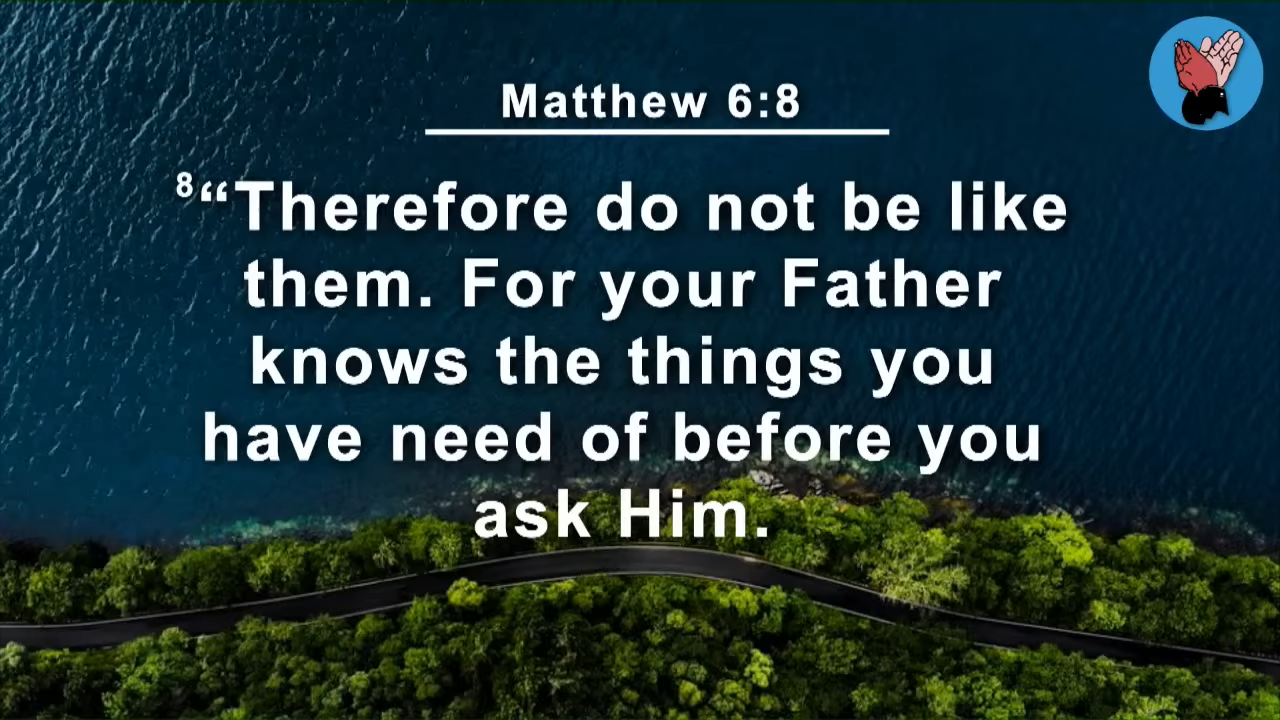 Matthew 6:8
8“Therefore do not be like
them. For your Father
knows the things you
have need of before you
ask Him.